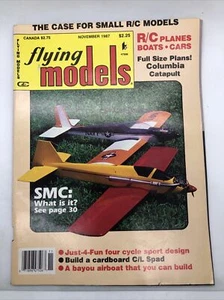 THE CASE FOR SMALL R/C MODELS
CANADA $2.75
NOVEMBER 1987
$2.25
FLYING MODELS
flying
models
R/C PLANES
BOATS • CARS
Full Size Plans!
Columbia
Catapult
SMC:
What is it?
See page 30
• Just-4-Fun four cycle sport design
• Build a cardboard C/L Spad
• A bayou airboat that you can build